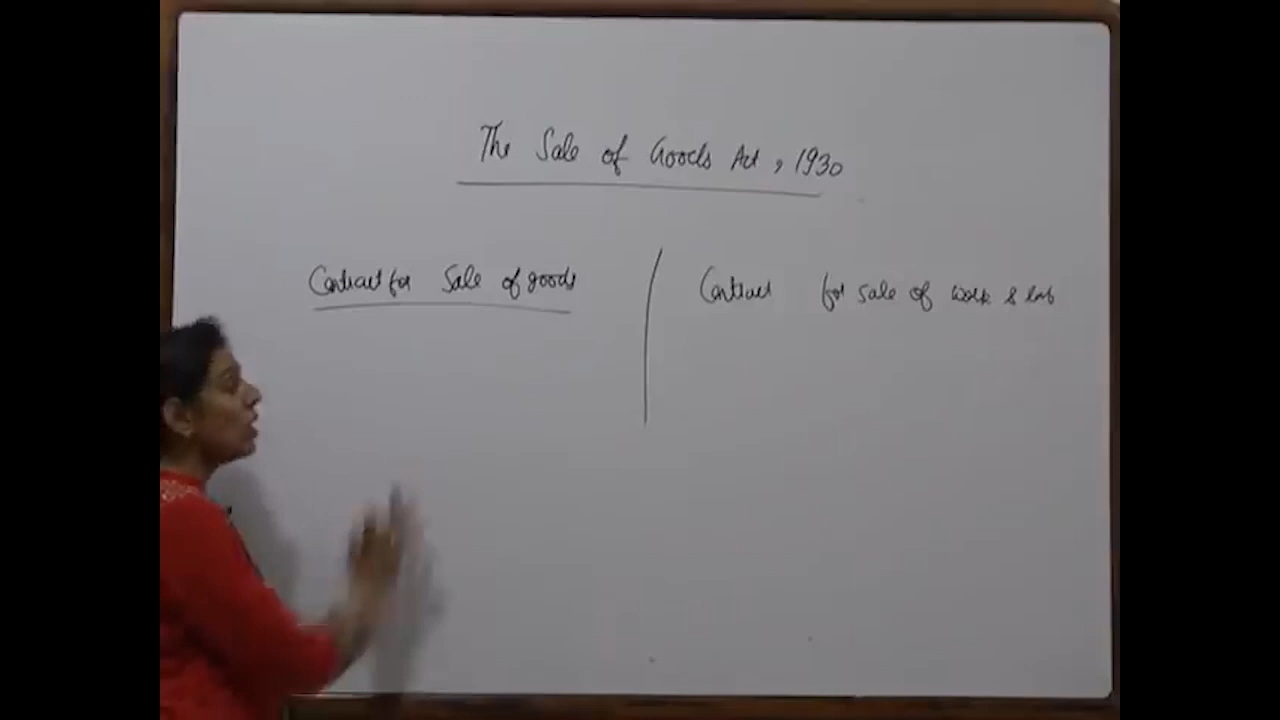 The Sale of Goods Act, 1930
Contract for Sale of goods
Contract for sale of work & lab